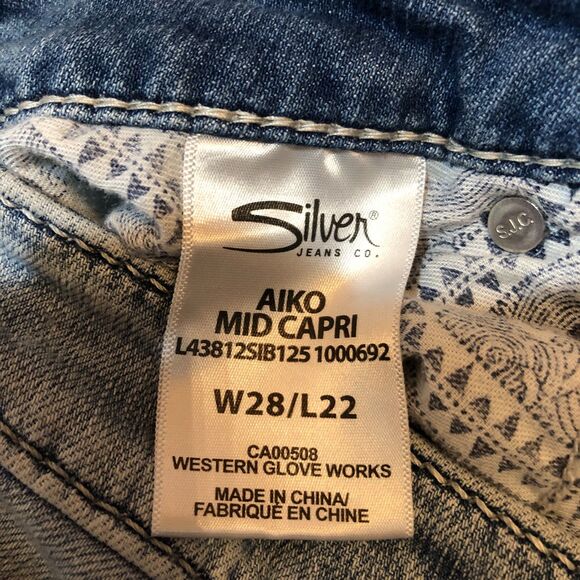 Silver®
JEANS CO.
S.J.C.
AIKO
MID CAPRI
L43812SIB125 1000692
W28/L22
CA00508
WESTERN GLOVE WORKS
MADE IN CHINA/
FABRIQUÉ EN CHINE